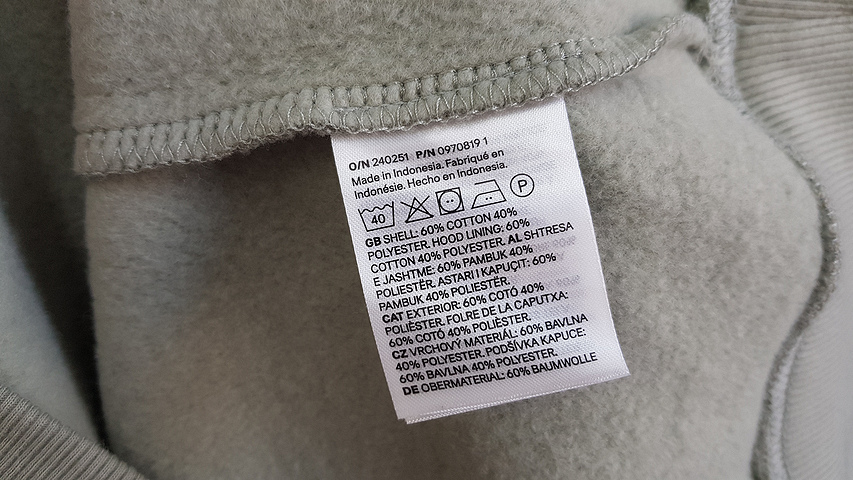 O/N 240251 P/N 0970819 1
Made in Indonesia. Fabriqué en
Indonésie. Hecho en Indonesia.
40 P
GB SHELL: 60% COTTON 40%
POLYESTER. HOOD LINING: 60%
COTTON 40% POLYESTER. AL SHTRESA
E JASHTME: 60% PAMBUK 40%
POLIESTËR. ASTARI I KAPUÇIT: 60%
PAMBUK 40% POLIESTËR.
CAT EXTERIOR: 60% COTÓ 40%
POLIÈSTER. FOLRE DE LA CAPUTXA:
60% COTÓ 40% POLIÈSTER.
CZ VRCHOVÝ MATERIÁL: 60% BAVLNA
40% POLYESTER. PODŠÍVKA KAPUCE:
60% BAVLNA 40% POLYESTER.
DE OBERMATERIAL: 60% BAUMWOLLE